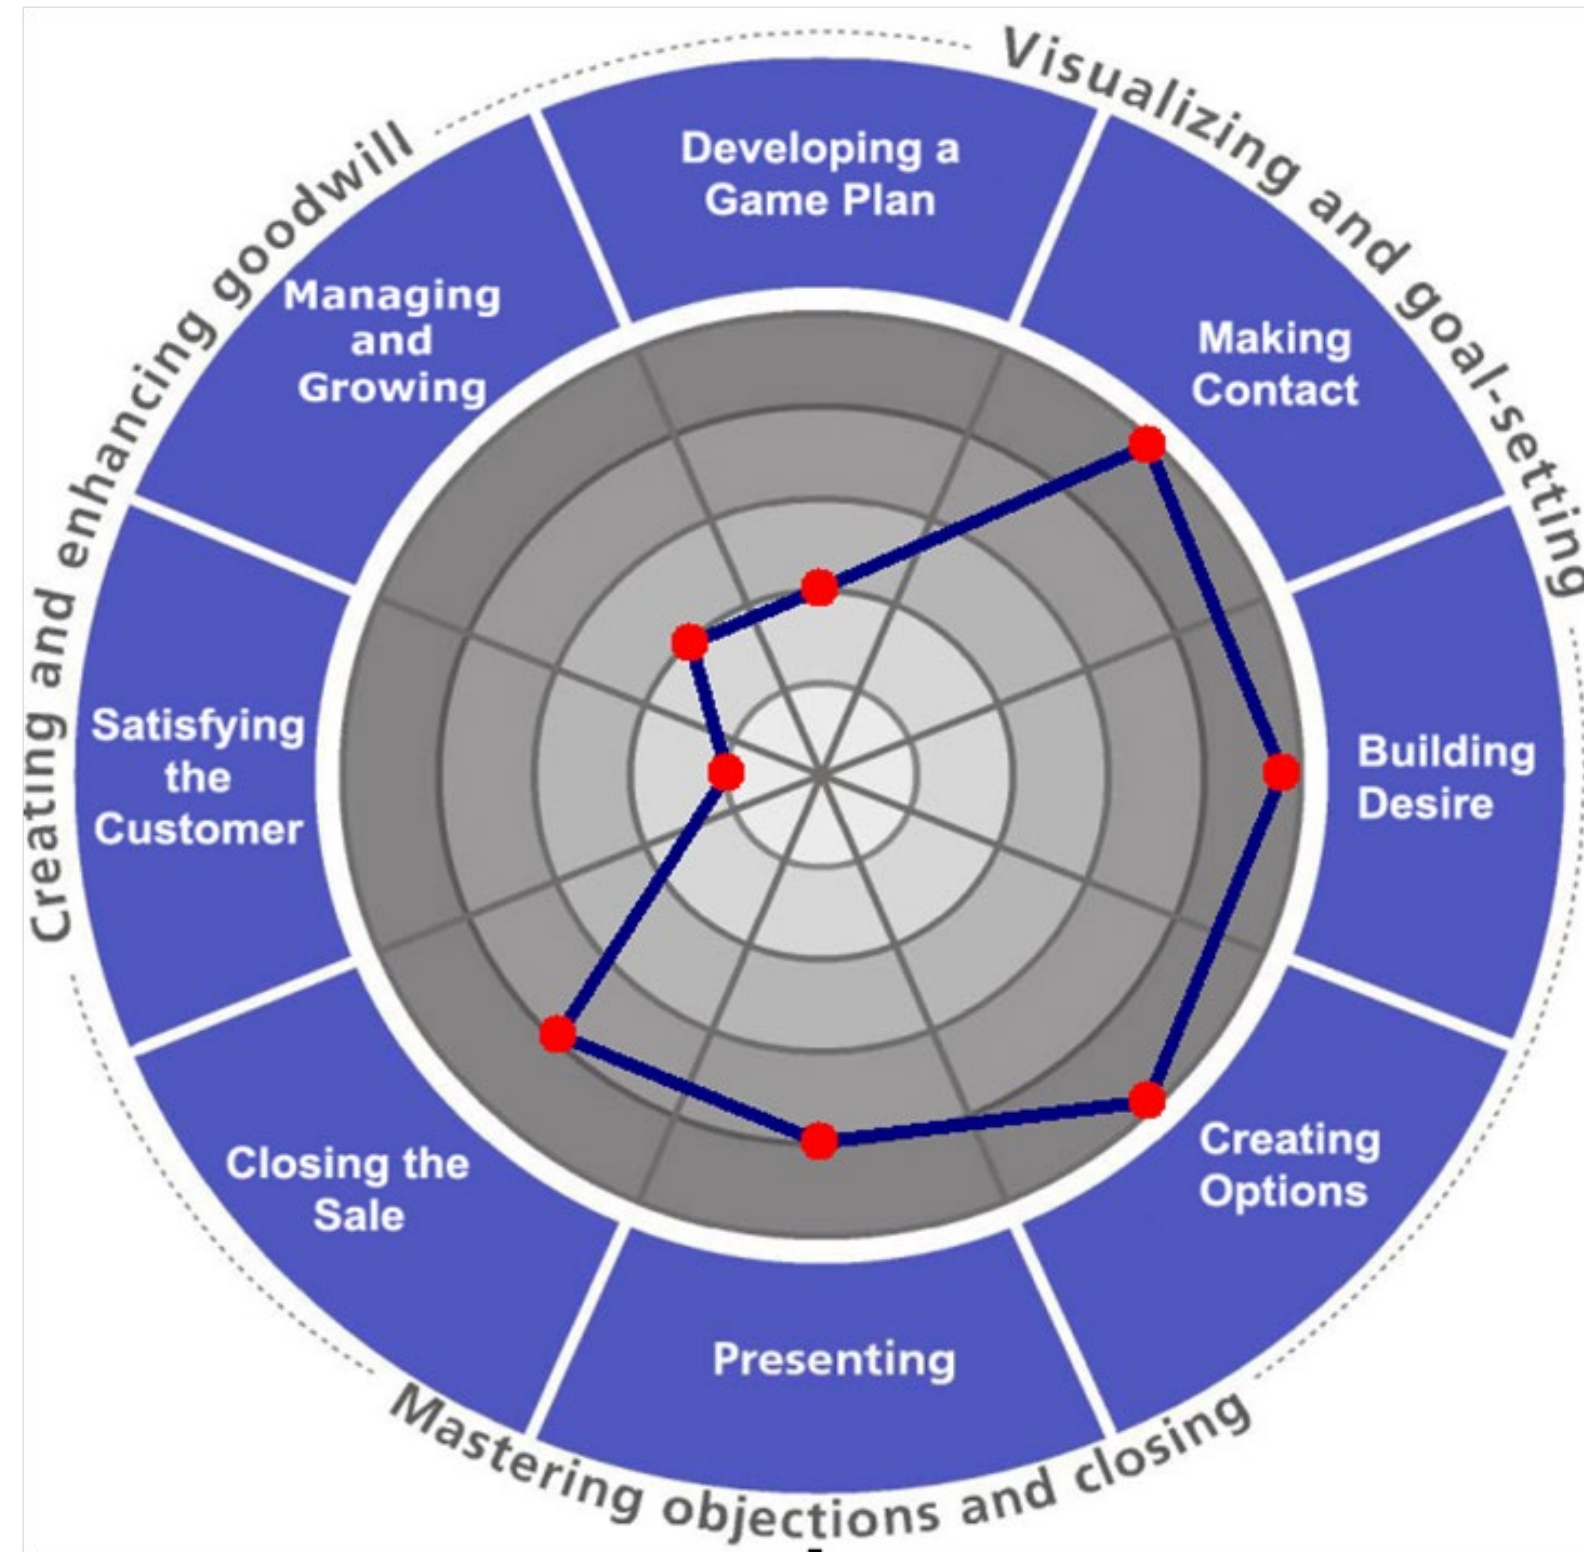 Visualizing and goal-setting
Developing a
Game Plan
Making
Contact
Building
Desire
Creating
Options
Mastering objections and closing
Presenting
Closing the
Sale
Creating and enhancing goodwill
Satisfying
the
Customer
Managing
and
Growing